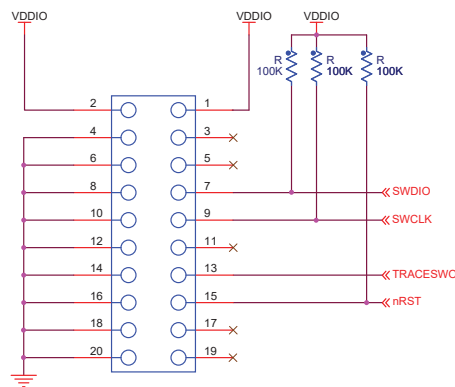 VDDIO VDDIO VDDIO
R R R
100K 100K 100K
2 1
4 3
6 5
8 7 SWDIO
10 9 SWCLK
12 11
14 13 TRACESWO
16 15 nRST
18 17
20 19